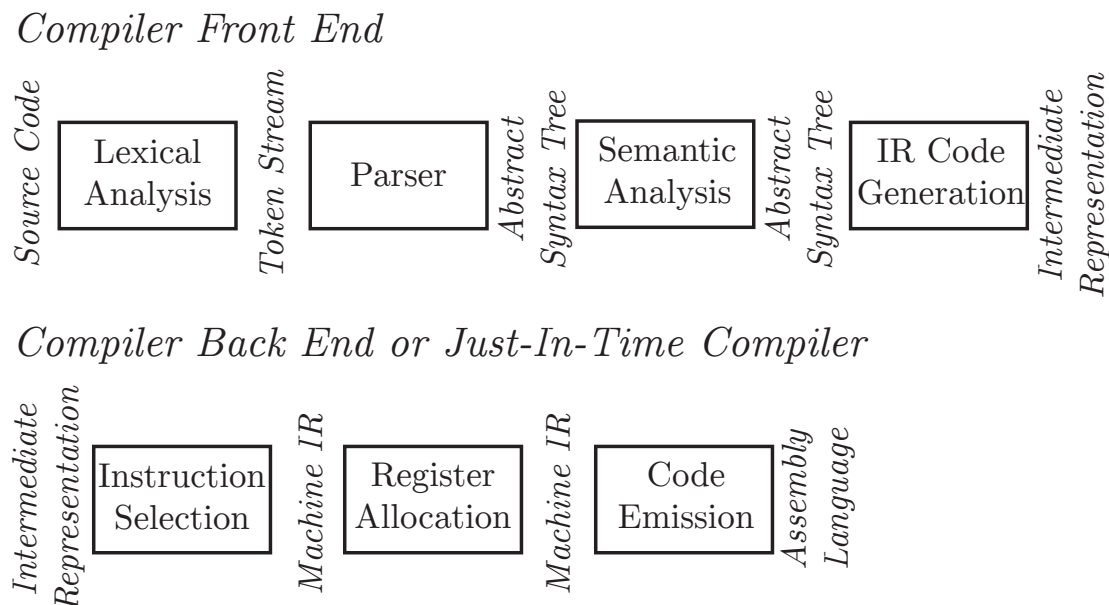 Compiler Front End
Source Code
Lexical
Analysis
Token Stream
Parser
Abstract
Syntax Tree
Semantic
Analysis
Abstract
Syntax Tree
IR Code
Generation
Intermediate
Representation
Compiler Back End or Just-In-Time Compiler
Intermediate
Representation
Instruction
Selection
Machine IR
Register
Allocation
Machine IR
Code
Emission
Assembly
Language